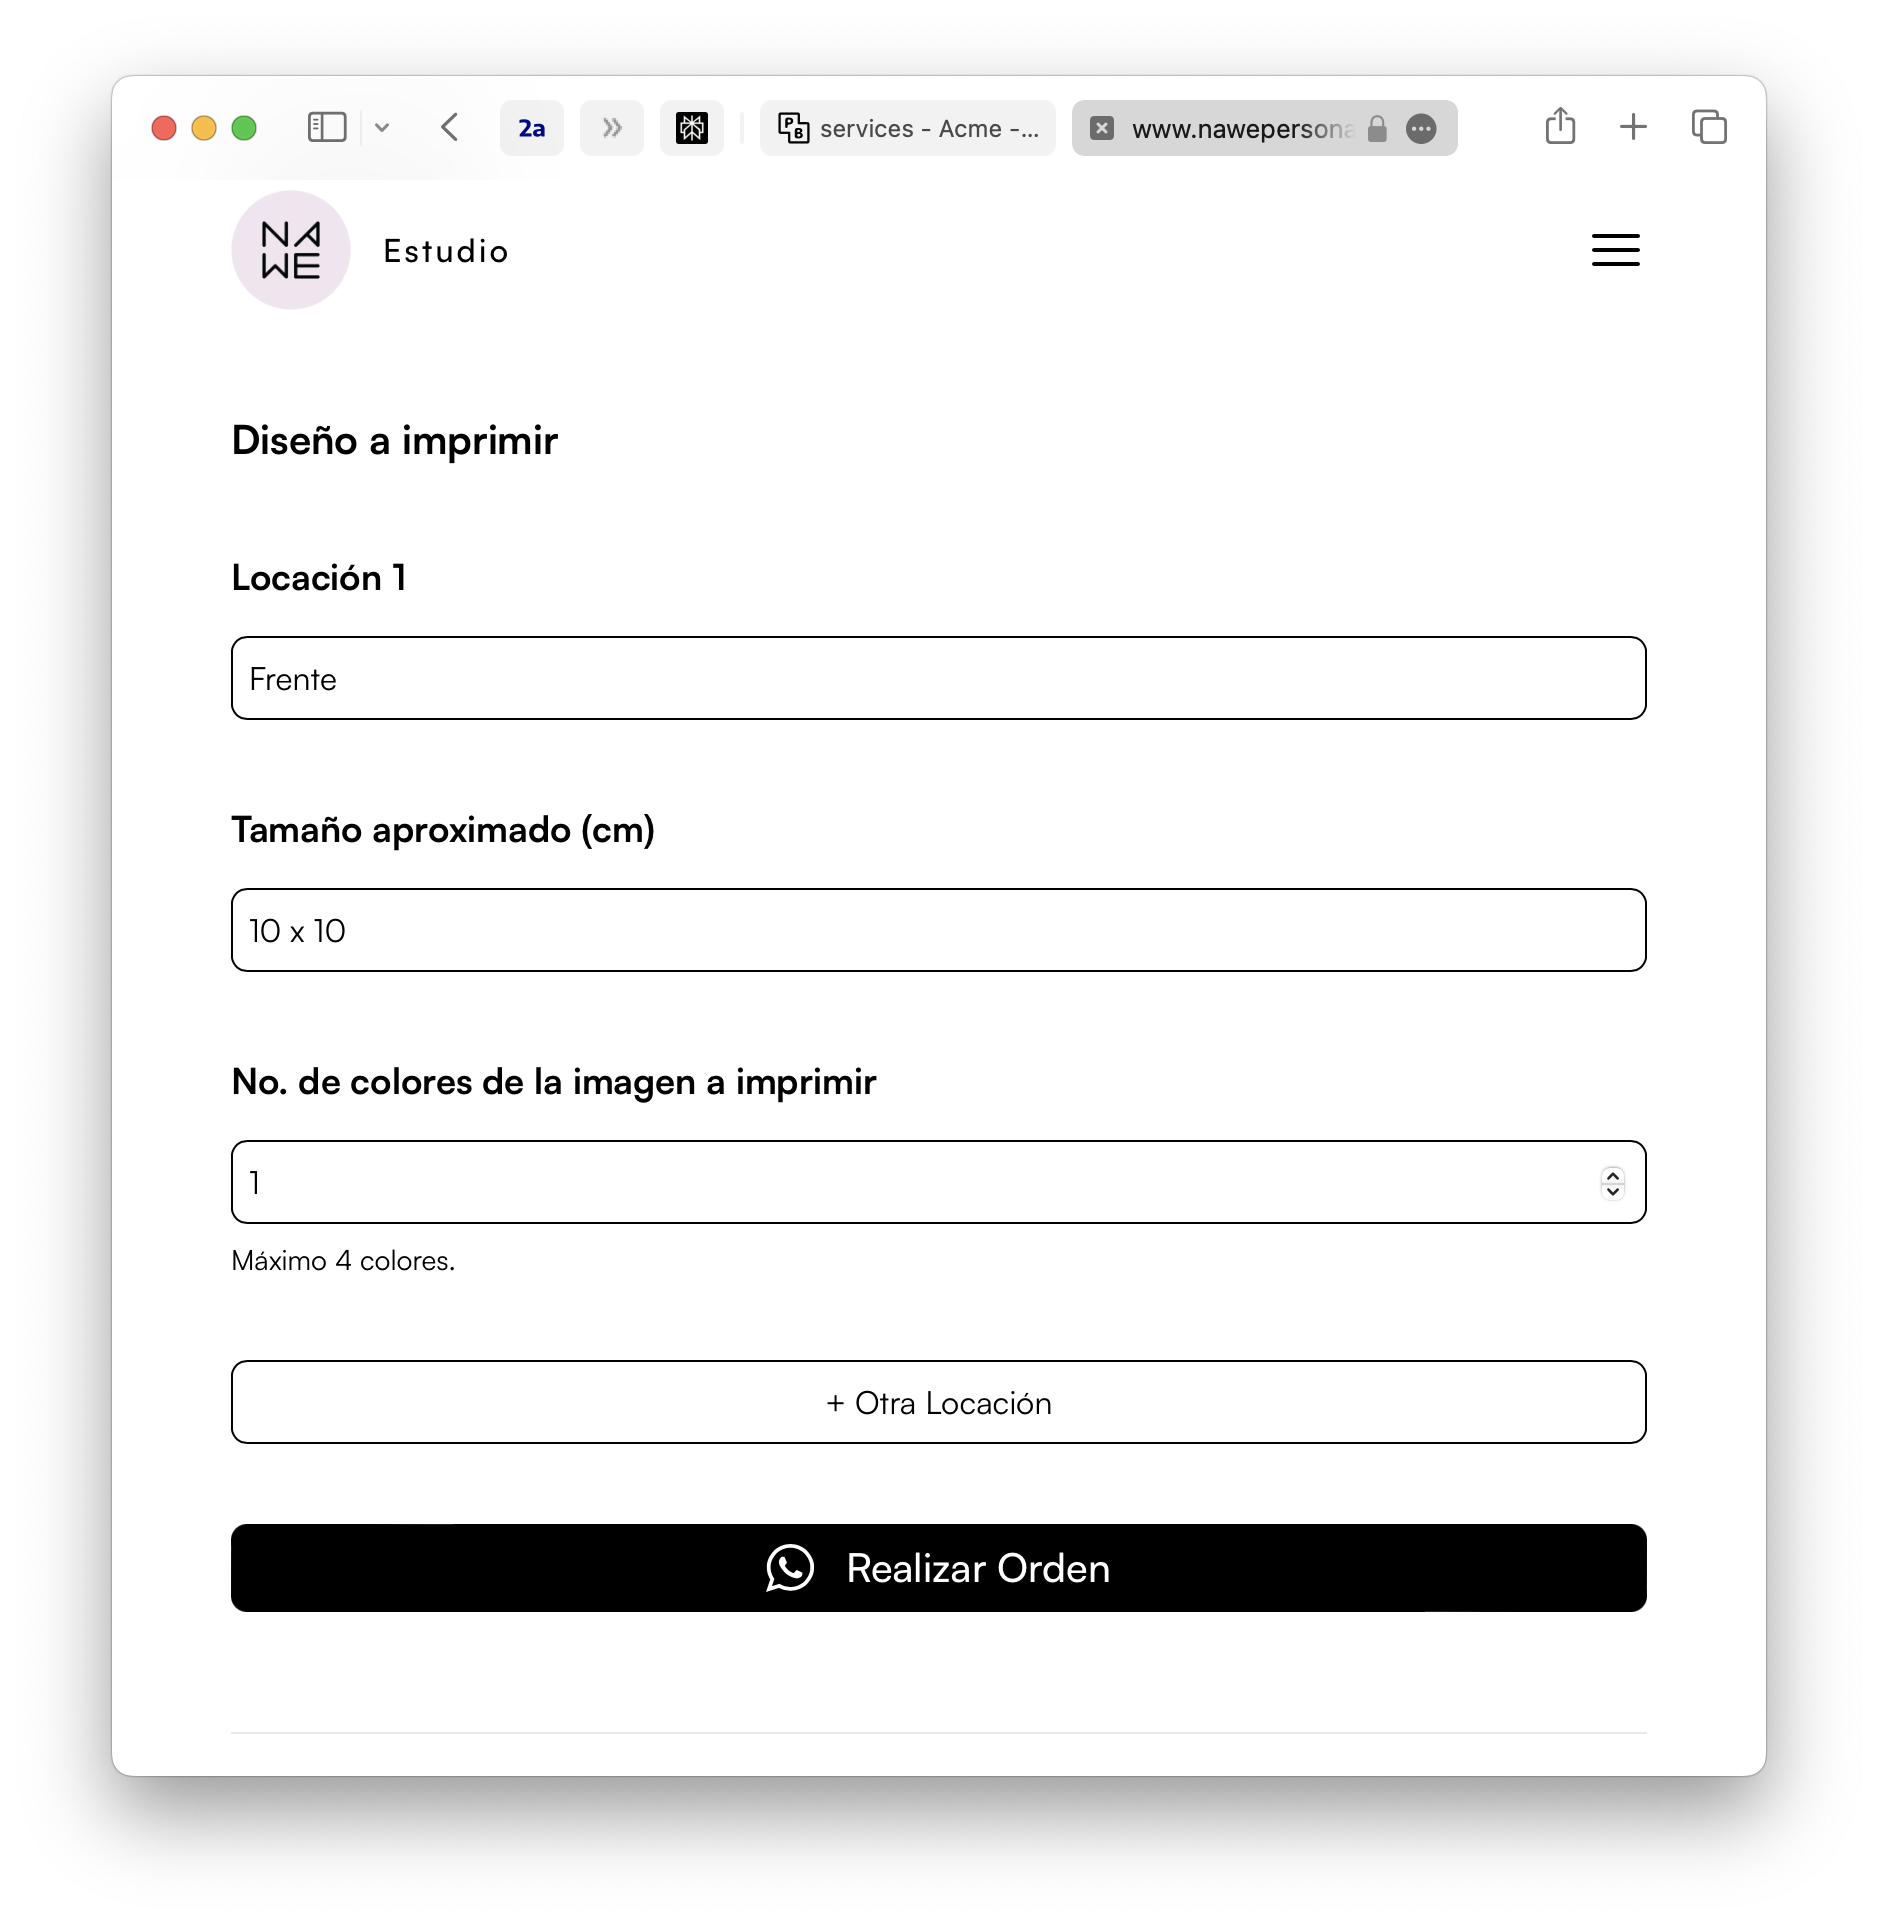 2a
services - Acme -...
www.nawepersona
NA
WE
Estudio
Diseño a imprimir
Locación 1
Frente
Tamaño aproximado (cm)
10 x 10
No. de colores de la imagen a imprimir
1
Máximo 4 colores.
+ Otra Locación
Realizar Orden